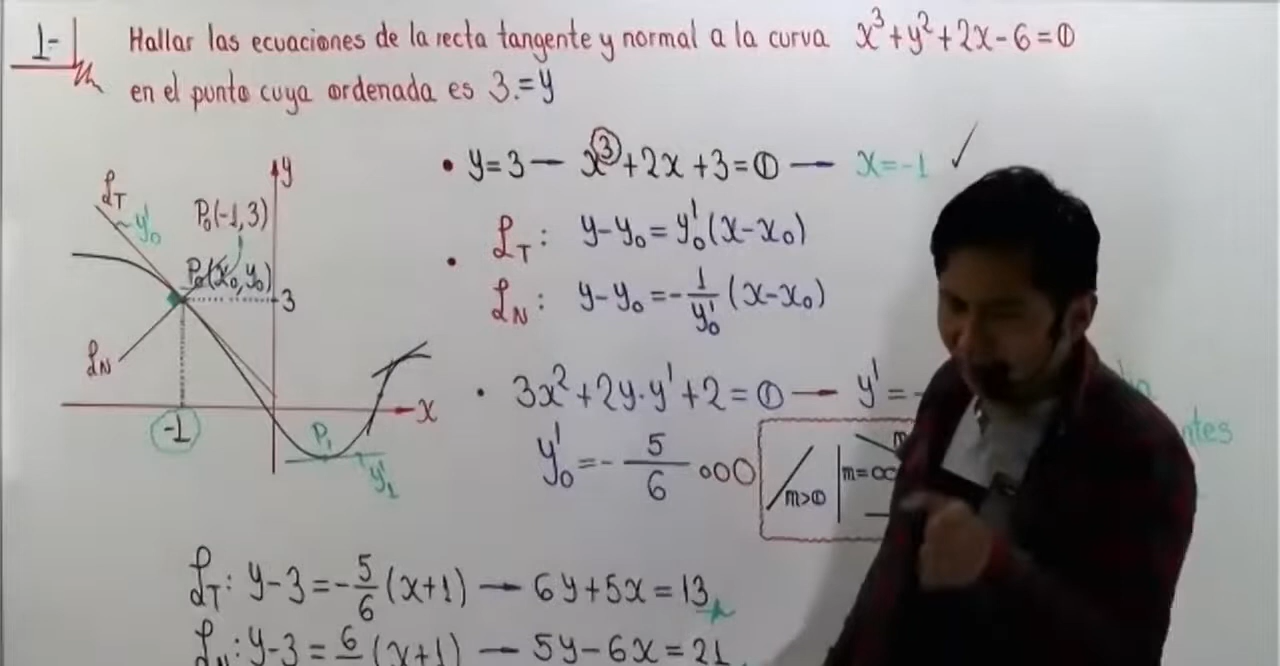 1-
Hallar las ecuaciones de la recta tangente y normal a la curva x³+y²+2x-6=0
en el punto cuya ordenada es 3.=y
• y=3 — x³+2x+3=0 — x=-1 ✓
• ℒT: y-y₀=y'₀(x-x₀)
ℒN: y-y₀=-1/y'₀(x-x₀)
• 3x²+2y·y'+2=0 — y'=-
y'₀=-5/6 ooo
m>0
m=∞
m
ntes
ℒT
y'₀
P₀(-1,3)
P₀(x₀,y₀)
y
3
ℒN
-1
x
P₁
y'₁
ℒT: y-3=-5/6(x+1) — 6y+5x=13
ℒN: y-3=6/(x+1) — 5y-6x=21